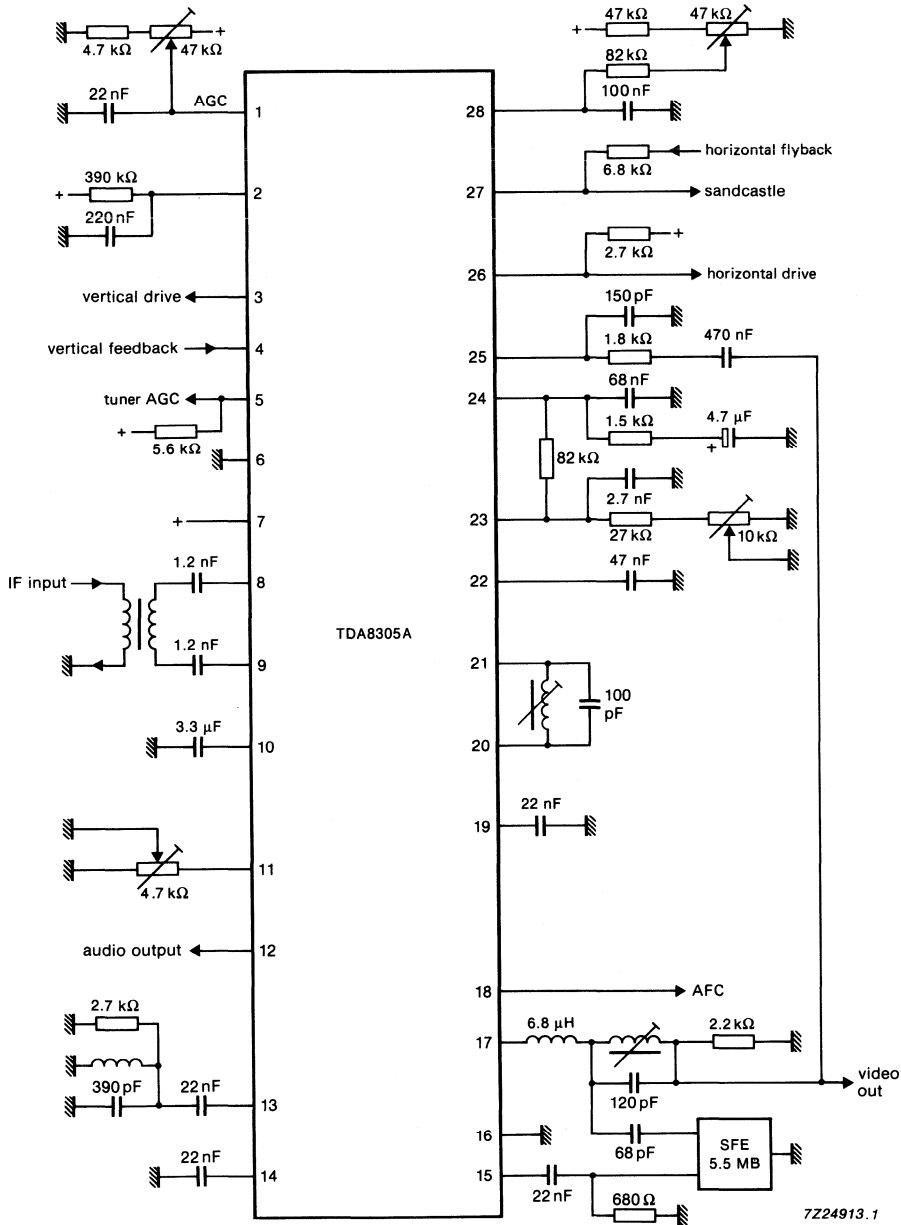 47 kΩ 47 kΩ
+ +
4.7 kΩ 47 kΩ
82 kΩ
22 nF AGC 100 nF
1 28
horizontal flyback
390 kΩ 6.8 kΩ
+ 2 27 sandcastle
220 nF
+
2.7 kΩ
26 horizontal drive
vertical drive 3
150 pF
1.8 kΩ 470 nF
vertical feedback 4 25
68 nF
tuner AGC 5 24
4.7 µF
+ 1.5 kΩ
5.6 kΩ +
6 82 kΩ
2.7 nF
+ 7 23
27 kΩ 10 kΩ
1.2 nF 47 nF
IF input 8 22
TDA8305A
1.2 nF
9 21
100
pF
3.3 µF
10 20
22 nF
19
11
4.7 kΩ
audio output 12
18 AFC
2.7 kΩ
6.8 µH 2.2 kΩ
17
video
out
390 pF 22 nF 120 pF
13
16 SFE
68 pF 5.5 MB
22 nF
14 15
22 nF
680 Ω
7Z24913.1